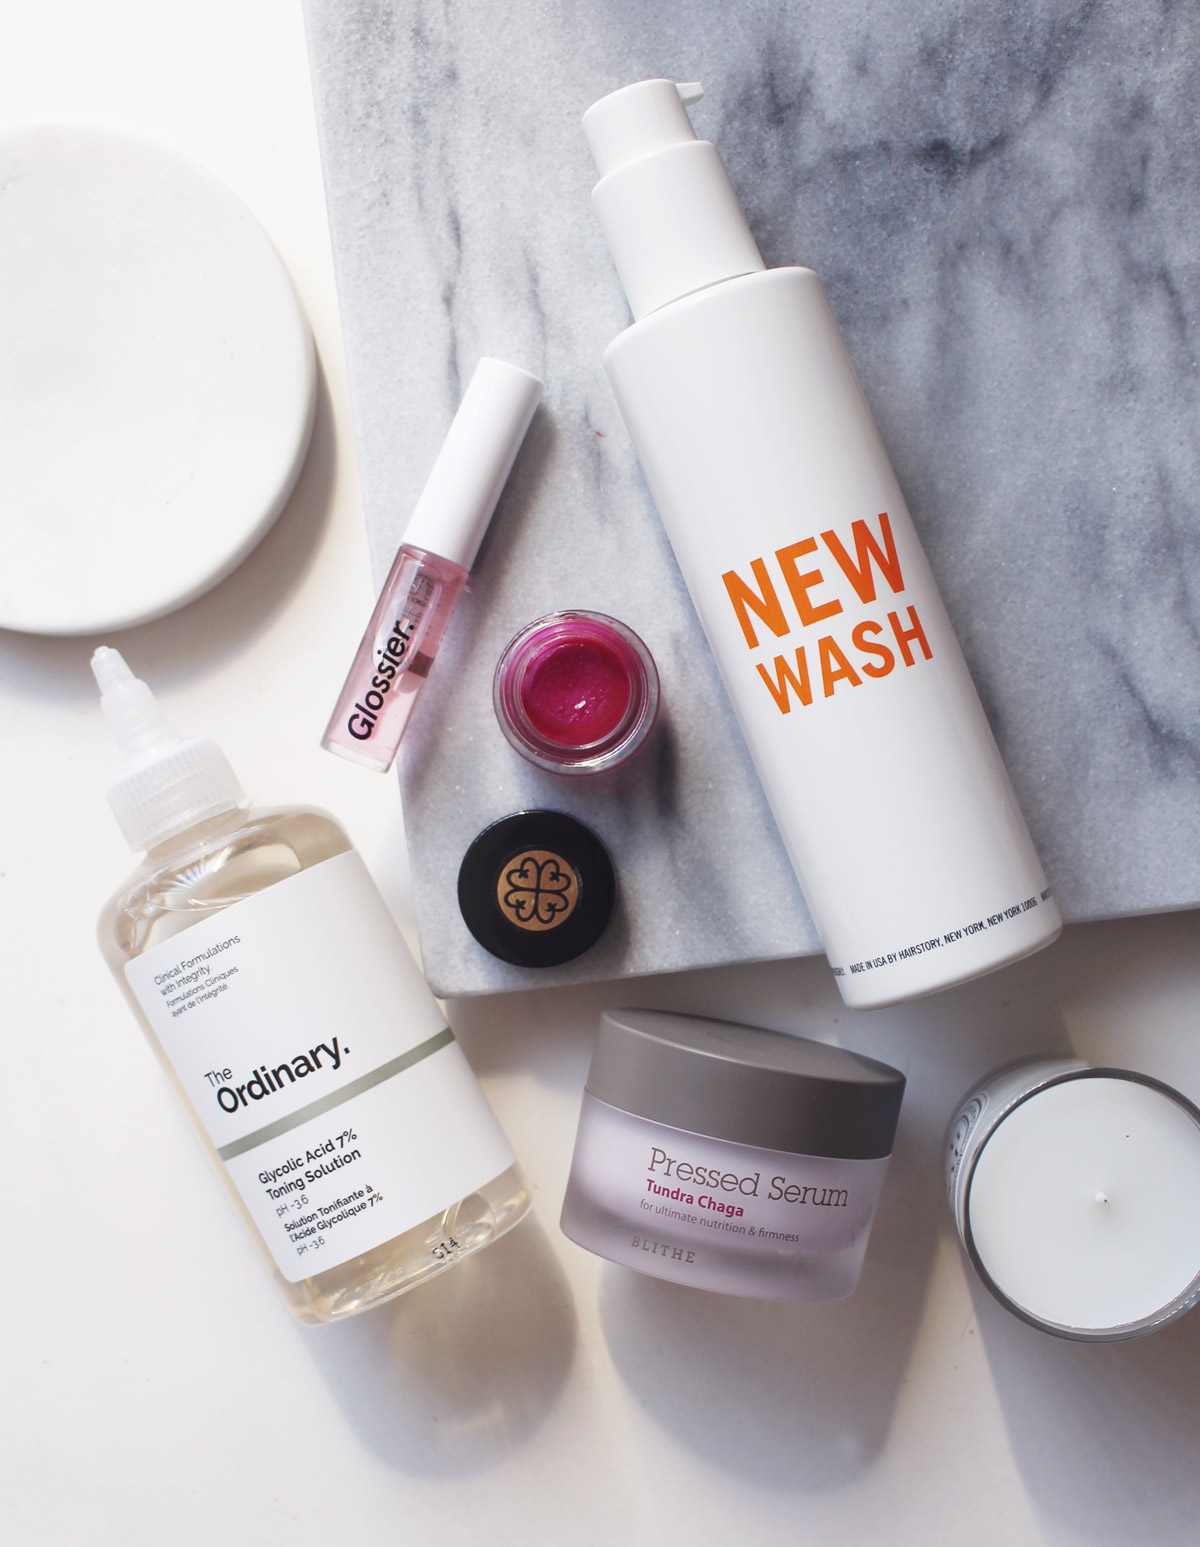 NEW
WASH
MADE IN USA BY HAIRSTORY, NEW YORK, NEW YORK 10006
Glossier.
Clinical Formulations
with Integrity.
Formulations Cliniques
ayant de l'intégrité.
The
Ordinary.
Glycolic Acid 7%
Toning Solution
pH ~3.6
Solution Tonifiante à
l'Acide Glycolique 7%
pH ~3.6
Pressed Serum
Tundra Chaga
for ultimate nutrition & firmness
BLITHE